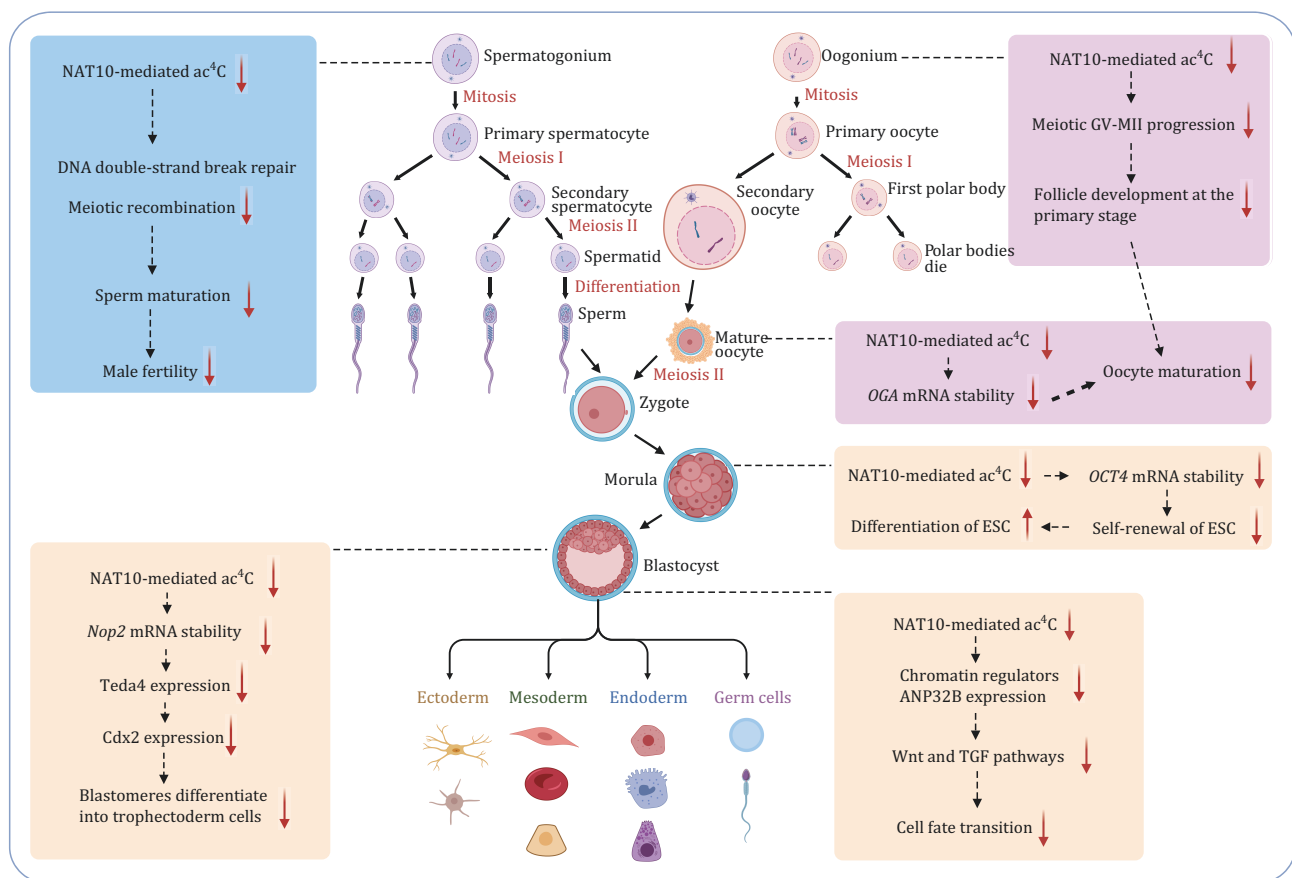 NAT10-mediated ac⁴C
DNA double-strand break repair
Meiotic recombination
Sperm maturation
Male fertility
Spermatogonium
Mitosis
Primary spermatocyte
Meiosis I
Secondary
spermatocyte
Meiosis II
Spermatid
Differentiation
Sperm
Oogonium
Mitosis
Primary oocyte
Meiosis I
Secondary
oocyte
First polar body
Polar bodies
die
Mature
oocyte
Meiosis II
Zygote
Morula
Blastocyst
NAT10-mediated ac⁴C
Meiotic GV-MII progression
Follicle development at the
primary stage
NAT10-mediated ac⁴C
OGA mRNA stability
Oocyte maturation
NAT10-mediated ac⁴C
OCT4 mRNA stability
Differentiation of ESC
Self-renewal of ESC
NAT10-mediated ac⁴C
Nop2 mRNA stability
Teda4 expression
Cdx2 expression
Blastomeres differentiate
into trophectoderm cells
Ectoderm
Mesoderm
Endoderm
Germ cells
NAT10-mediated ac⁴C
Chromatin regulators
ANP32B expression
Wnt and TGF pathways
Cell fate transition